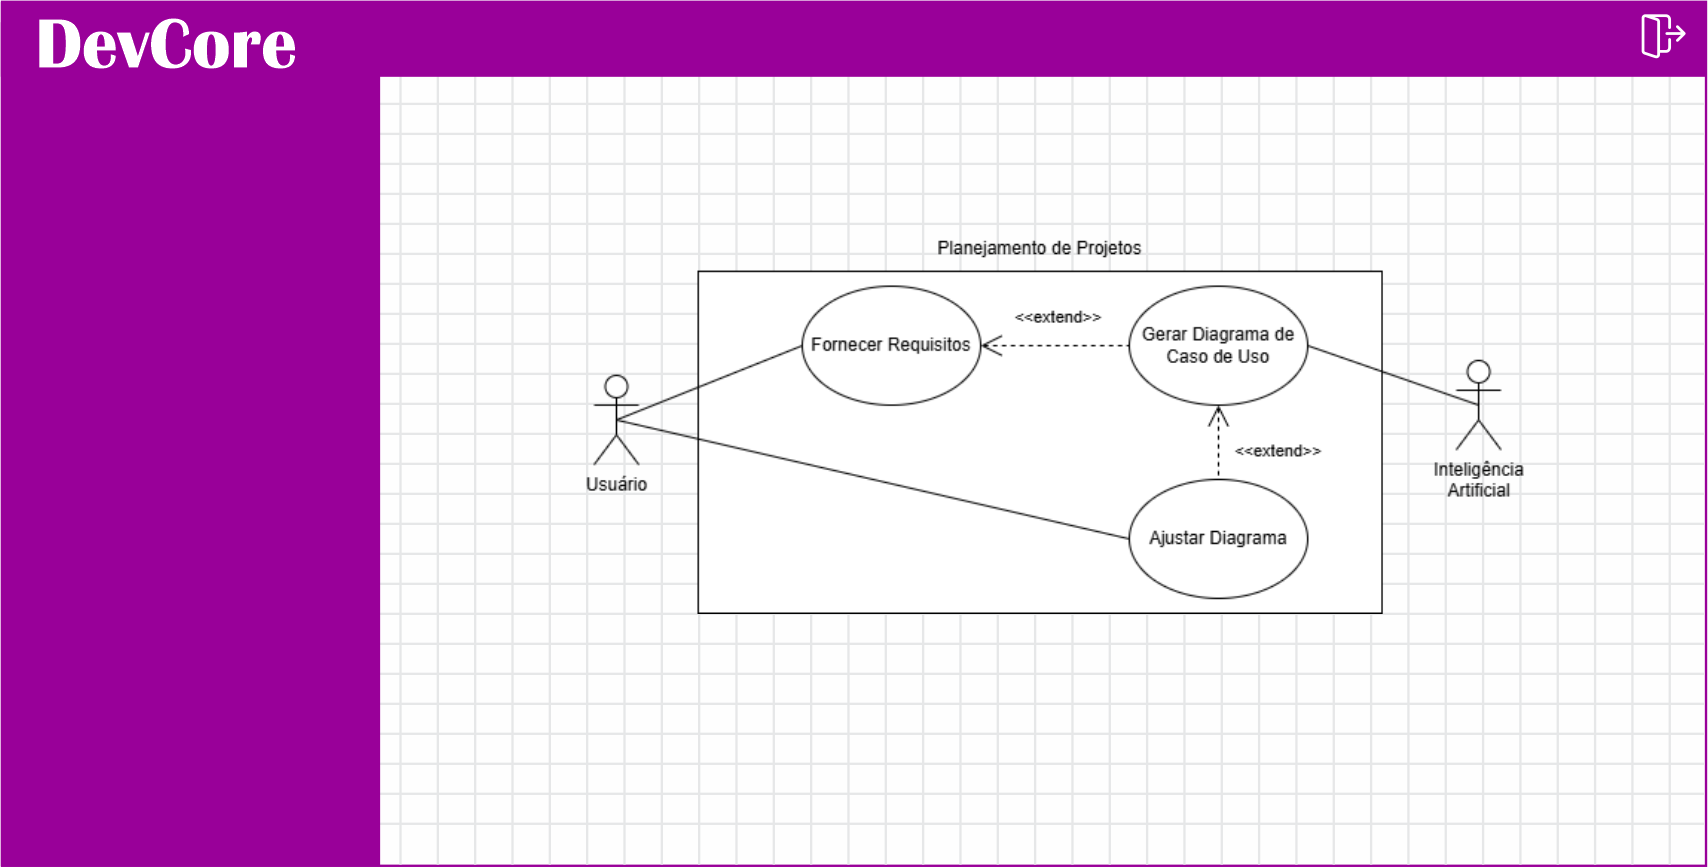 DevCore
Planejamento de Projetos
<<extend>>
Fornecer Requisitos
Gerar Diagrama de
Caso de Uso
<<extend>>
Usuário
Inteligência
Artificial
Ajustar Diagrama